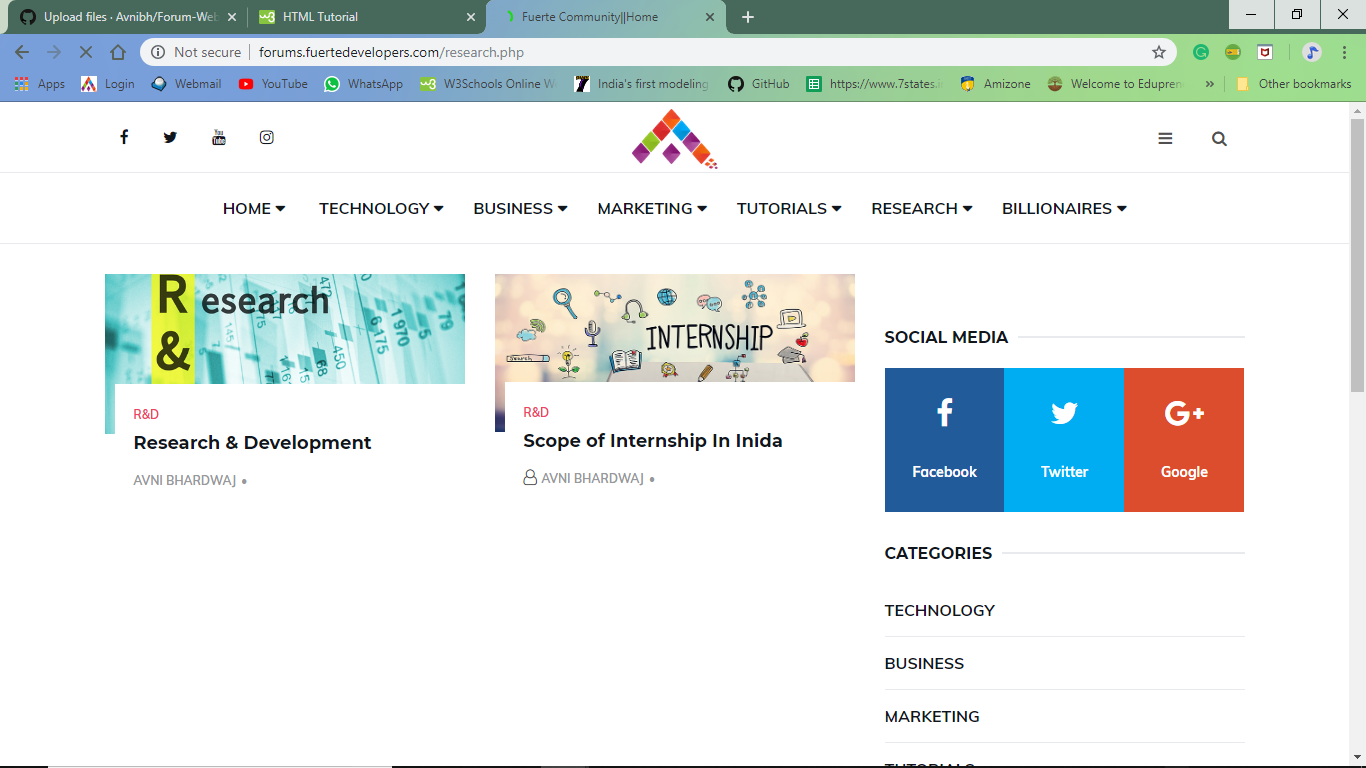 Upload files · Avnibh/Forum-Web
HTML Tutorial
Fuerte Community||Home
Not secure
forums.fuertedevelopers.com/research.php
Apps
Login
Webmail
YouTube
WhatsApp
W3Schools Online W
India's first modeling
GitHub
https://www.7states.i
Amizone
Welcome to Edupren
Other bookmarks
HOME
TECHNOLOGY
BUSINESS
MARKETING
TUTORIALS
RESEARCH
BILLIONAIRES
Research
&
R&D
Research & Development
AVNI BHARDWAJ •
INTERNSHIP
Search
R&D
Scope of Internship In Inida
AVNI BHARDWAJ •
SOCIAL MEDIA
Facebook
Twitter
Google
CATEGORIES
TECHNOLOGY
BUSINESS
MARKETING
TUTORIALS